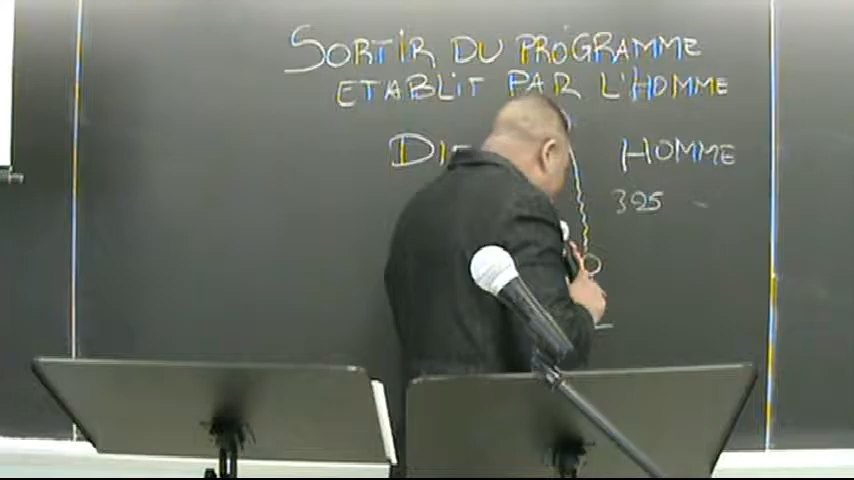 SORTIR DU PROGRAMME
ETABLIT PAR L'HOMME
HOMME
325